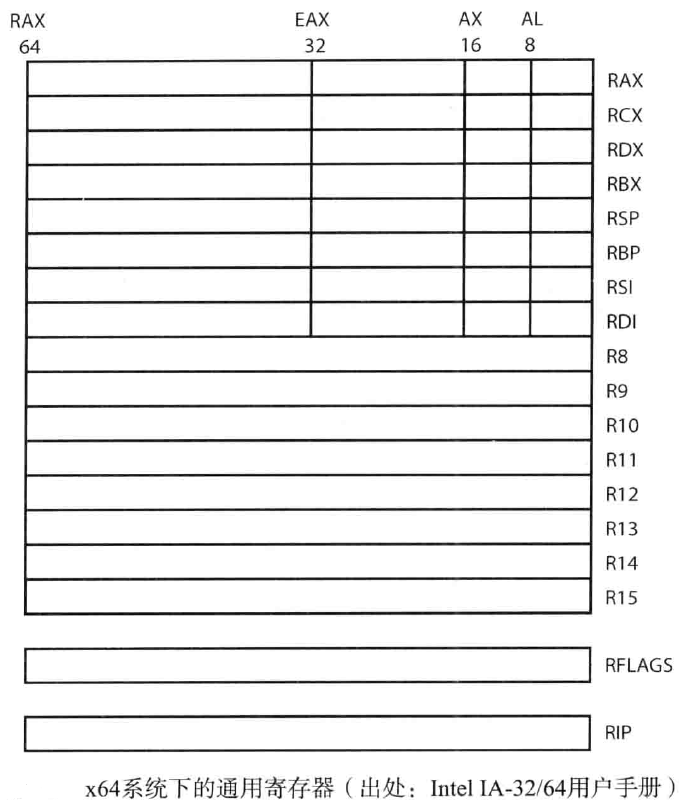 RAX EAX AX AL
64 32 16 8
RAX
RCX
RDX
RBX
RSP
RBP
RSI
RDI
R8
R9
R10
R11
R12
R13
R14
R15
RFLAGS
RIP
x64系统下的通用寄存器（出处：Intel IA-32/64用户手册）